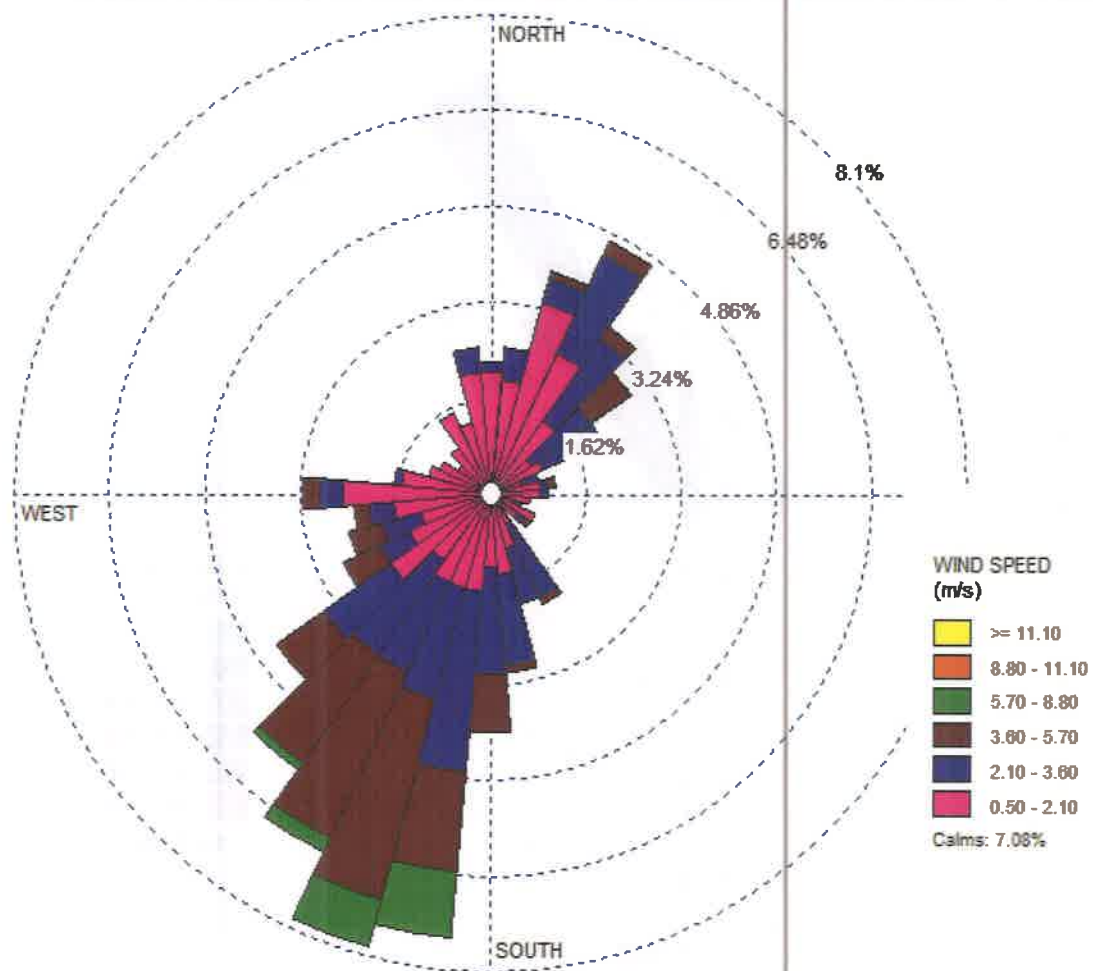 NORTH
8.1%
6.48%
4.86%
3.24%
1.62%
WEST
SOUTH
WIND SPEED
(m/s)
>= 11.10
8.80 - 11.10
5.70 - 8.80
3.60 - 5.70
2.10 - 3.60
0.50 - 2.10
Calms: 7.08%